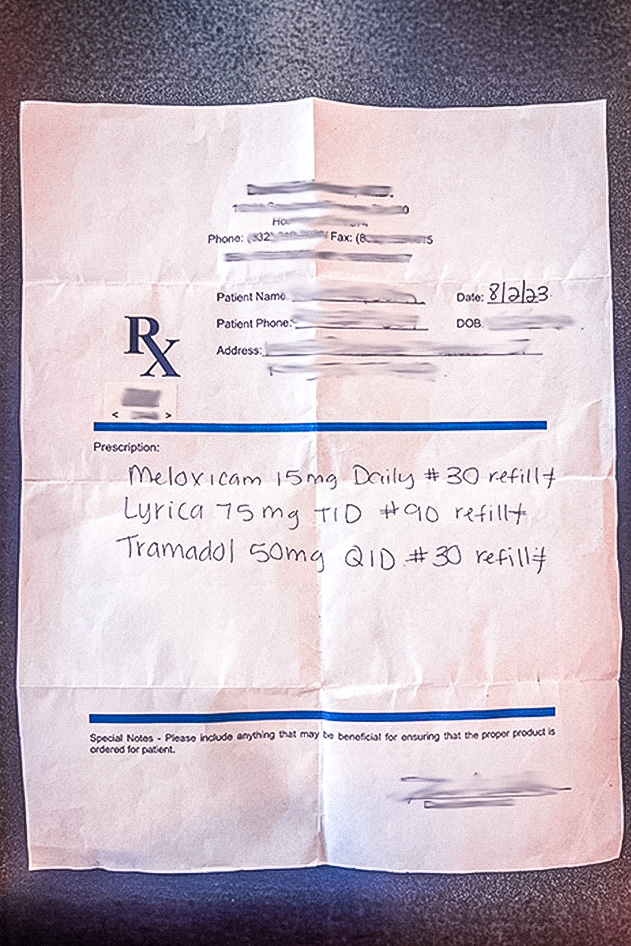 Phone: Fax:
Patient Name: Date: 8/2/23
Patient Phone: DOB
Address:
Rx
< >
Prescription:
Meloxicam 15mg Daily #30 refill
Lyrica 75mg TID #90 refill
Tramadol 50mg QID #30 refill
Special Notes - Please include anything that may be beneficial for ensuring that the proper product is
ordered for patient.